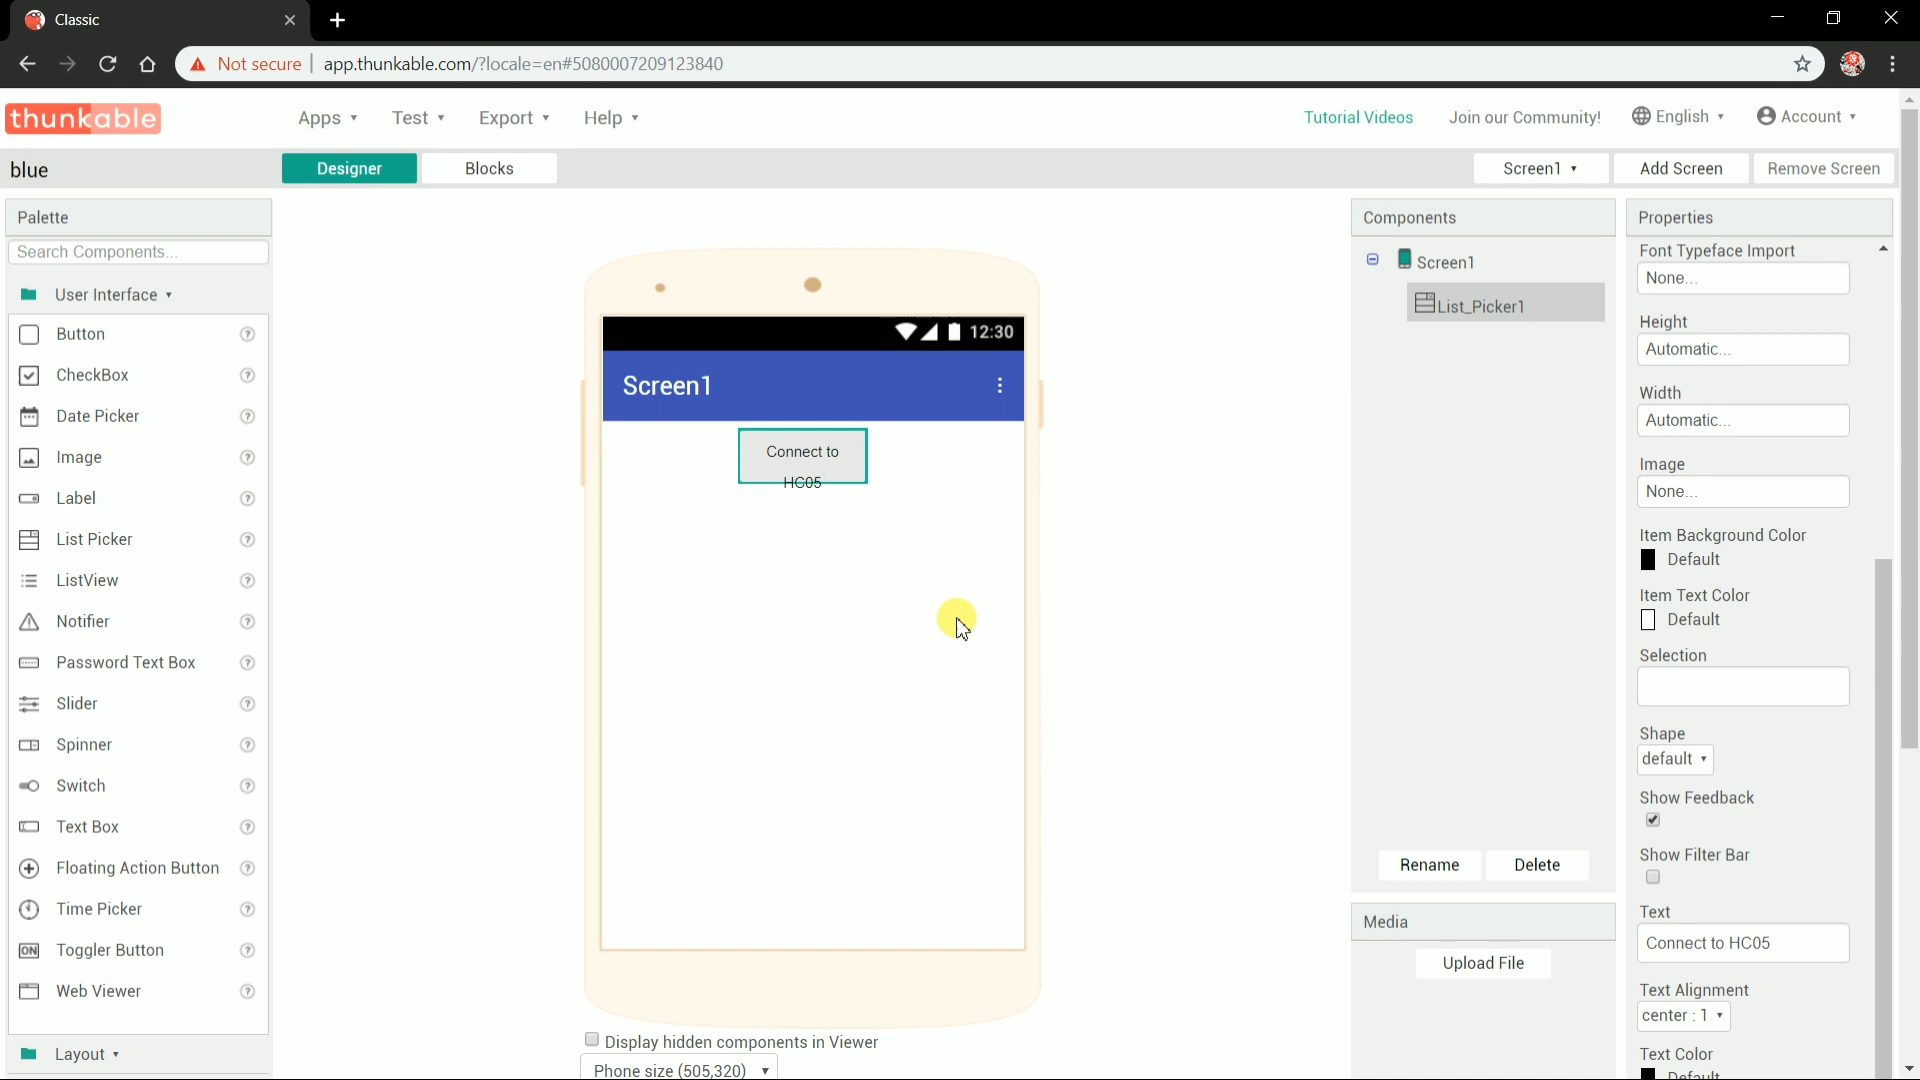 Classic
Not secure
app.thunkable.com/?locale=en#5080007209123840
thunkable
Apps
Test
Export
Help
Tutorial Videos
Join our Community!
English
Account
blue
Designer
Blocks
Screen1
Add Screen
Remove Screen
Palette
Search Components...
User Interface
Button
CheckBox
Date Picker
Image
Label
List Picker
ListView
Notifier
Password Text Box
Slider
Spinner
Switch
Text Box
Floating Action Button
Time Picker
ON Toggler Button
Web Viewer
Layout
12:30
Screen1
Connect to
HC05
Display hidden components in Viewer
Phone size (505,320)
Components
Screen1
List_Picker1
Rename
Delete
Media
Upload File
Properties
Font Typeface Import
None...
Height
Automatic...
Width
Automatic...
Image
None...
Item Background Color
Default
Item Text Color
Default
Selection
Shape
default
Show Feedback
Show Filter Bar
Text
Connect to HC05
Text Alignment
center : 1
Text Color
Default